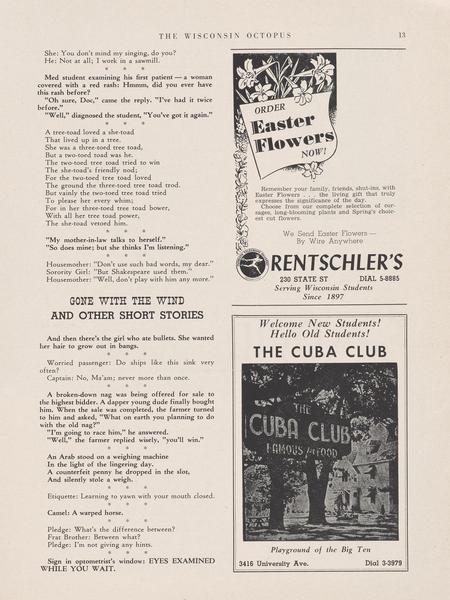 THE WISCONSIN OCTOPUS
13
She: You don't mind my singing, do you?
He: Not at all; I work in a sawmill.
* * *
Med student examining his first patient — a woman
covered with a red rash: Hmmm, did you ever have
this rash before?
"Oh sure, Doc," came the reply. "I've had it twice
before."
"Well," diagnosed the student, "You've got it again."
* * *
A tree-toad loved a she-toad
That lived up in a tree.
She was a three-toed tree toad,
But a two-toed toad was he.
The two-toed tree toad tried to win
The she-toad's friendly nod;
For the two-toed tree toad loved
The ground the three-toed tree toad trod.
But vainly the two-toed tree toad tried
To please her every whim;
For in her three-toed tree toad bower,
With all her tree toad power,
The she-toad vetoed him.
* * *
"My mother-in-law talks to herself."
"So does mine; but she thinks I'm listening."
* * *
Housemother: "Don't use such bad words, my dear."
Sorority Girl: "But Shakespeare used them."
Housemother: "Well, don't play with him any more."
GONE WITH THE WIND
AND OTHER SHORT STORIES
And then there's the girl who ate bullets. She wanted
her hair to grow out in bangs.
* * *
Worried passenger: Do ships like this sink very
often?
Captain: No, Ma'am; never more than once.
* * *
A broken-down nag was being offered for sale to
the highest bidder. A dapper young dude finally bought
him. When the sale was completed, the farmer turned
to him and asked, "What on earth you planning to do
with the old nag?"
"I'm going to race him," he answered.
"Well," the farmer replied wisely, "you'll win."
* * *
An Arab stood on a weighing machine
In the light of the lingering day.
A counterfeit penny he dropped in the slot,
And silently stole a weigh.
* * *
Etiquette: Learning to yawn with your mouth closed.
* * *
Camel: A warped horse.
* * *
Pledge: What's the difference?
Frat Brother: Between what?
Pledge: I'm not giving any hints.
* * *
Sign in optometrist's window: EYES EXAMINED
WHILE YOU WAIT.
ORDER
Easter
Flowers
NOW!
Remember your family, friends, shut-ins, with
Easter Flowers . . . the living gift that truly
expresses the significance of the day.
Choose from our complete selection of cor-
sages, long-blooming plants and Spring's choic-
est cut flowers.
We Send Easter Flowers —
By Wire Anywhere
RENTSCHLER'S
230 STATE ST DIAL 5-8885
Serving Wisconsin Students
Since 1897
Welcome New Students!
Hello Old Students!
THE CUBA CLUB
THE
CUBA CLUB
FAMOUS for FOOD
Playground of the Big Ten
3416 University Ave. Dial 3-3979